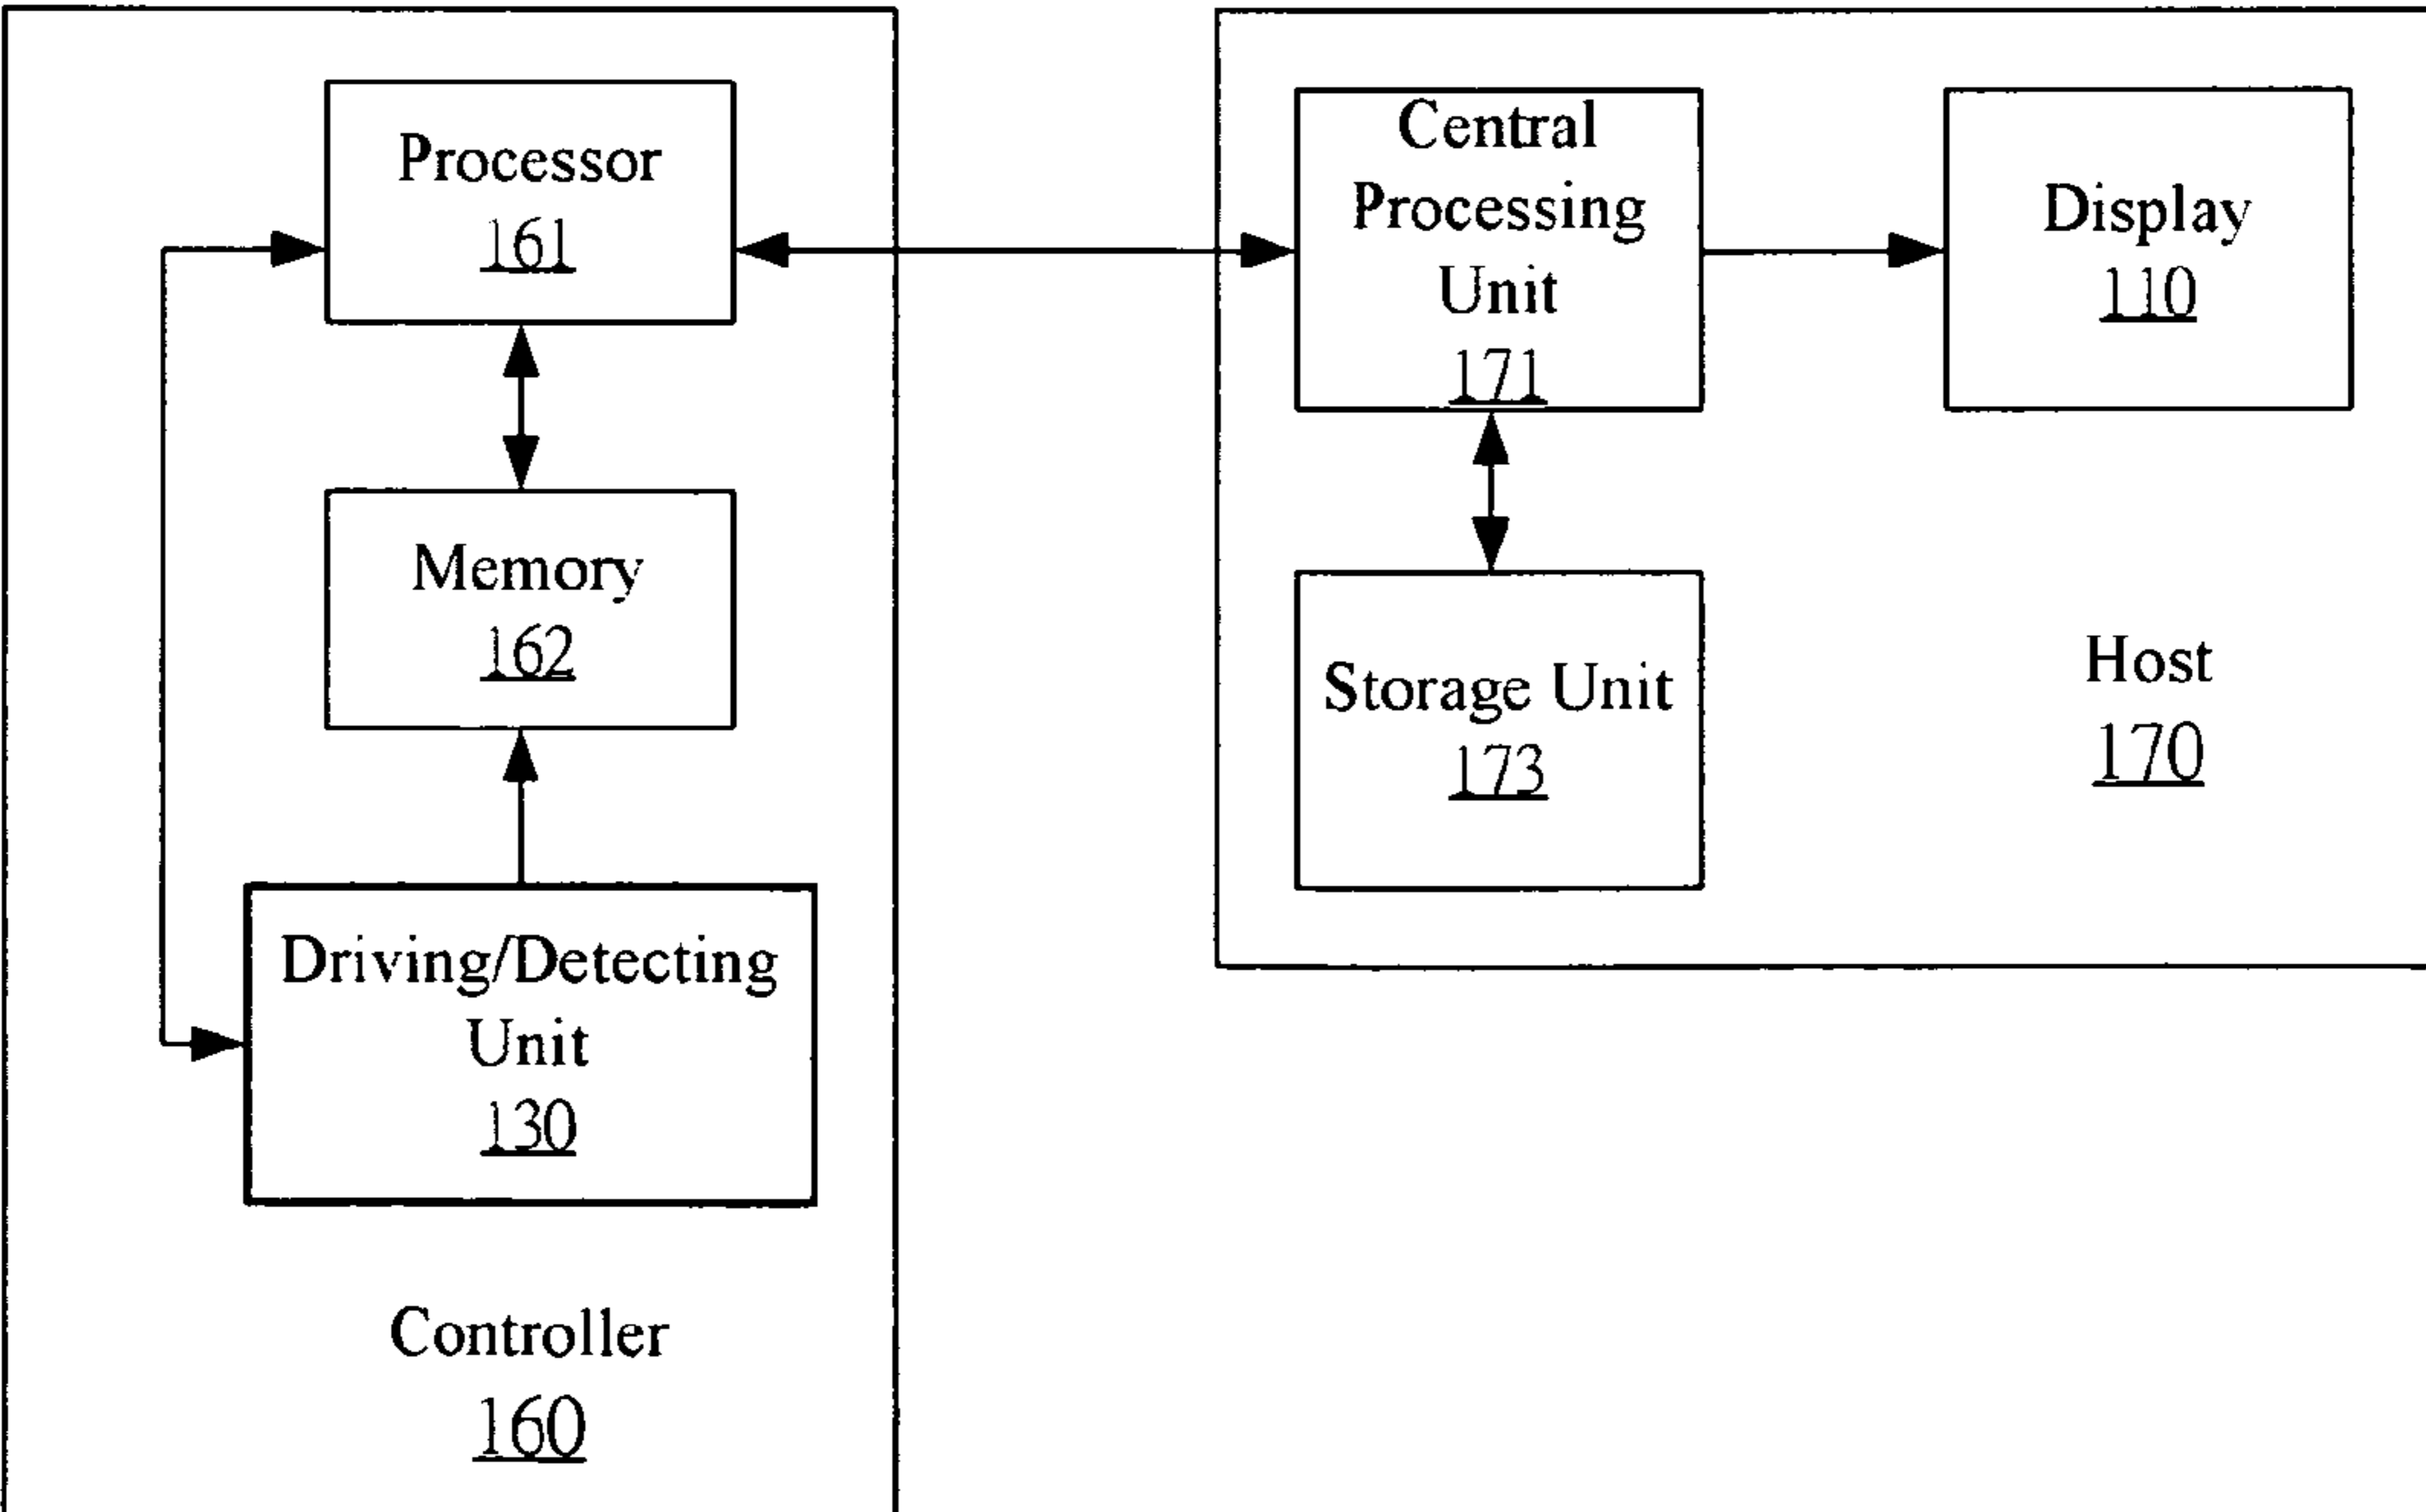 Processor
161
Memory
162
Driving/Detecting
Unit
130
Controller
160
Central
Processing
Unit
171
Display
110
Storage Unit
173
Host
170